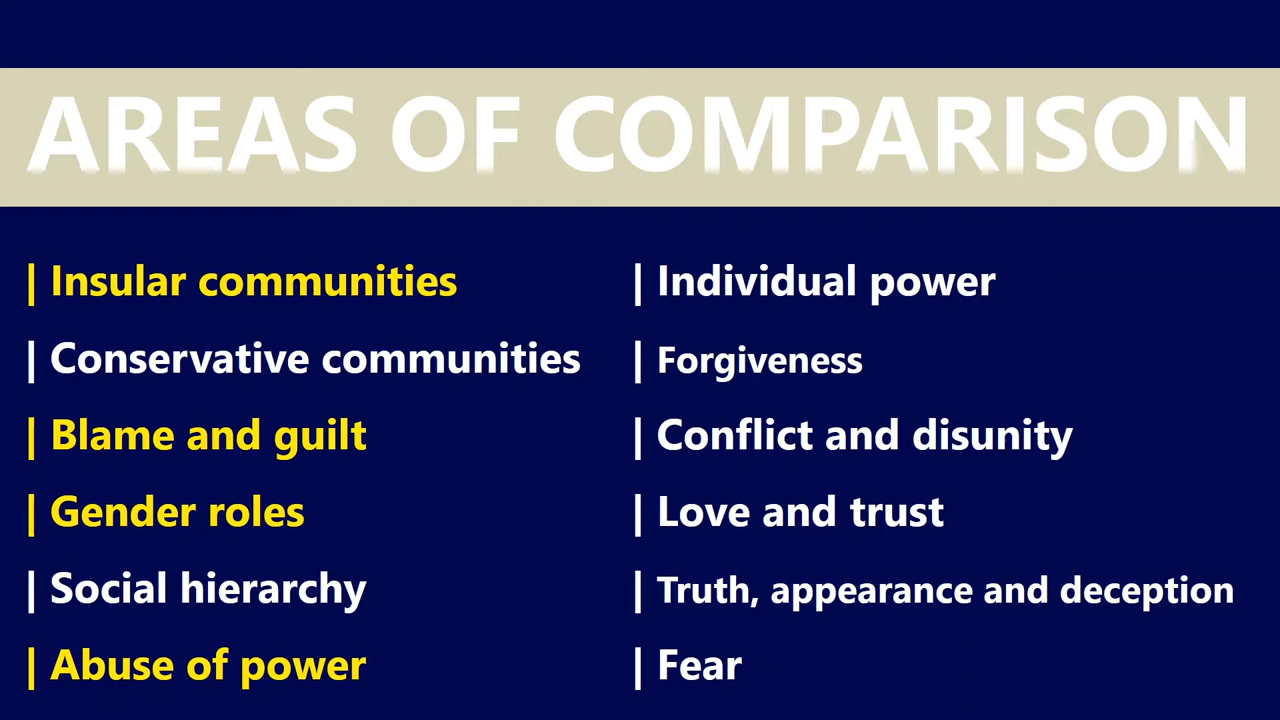 AREAS OF COMPARISON
| Insular communities
| Conservative communities
| Blame and guilt
| Gender roles
| Social hierarchy
| Abuse of power
| Individual power
| Forgiveness
| Conflict and disunity
| Love and trust
| Truth, appearance and deception
| Fear